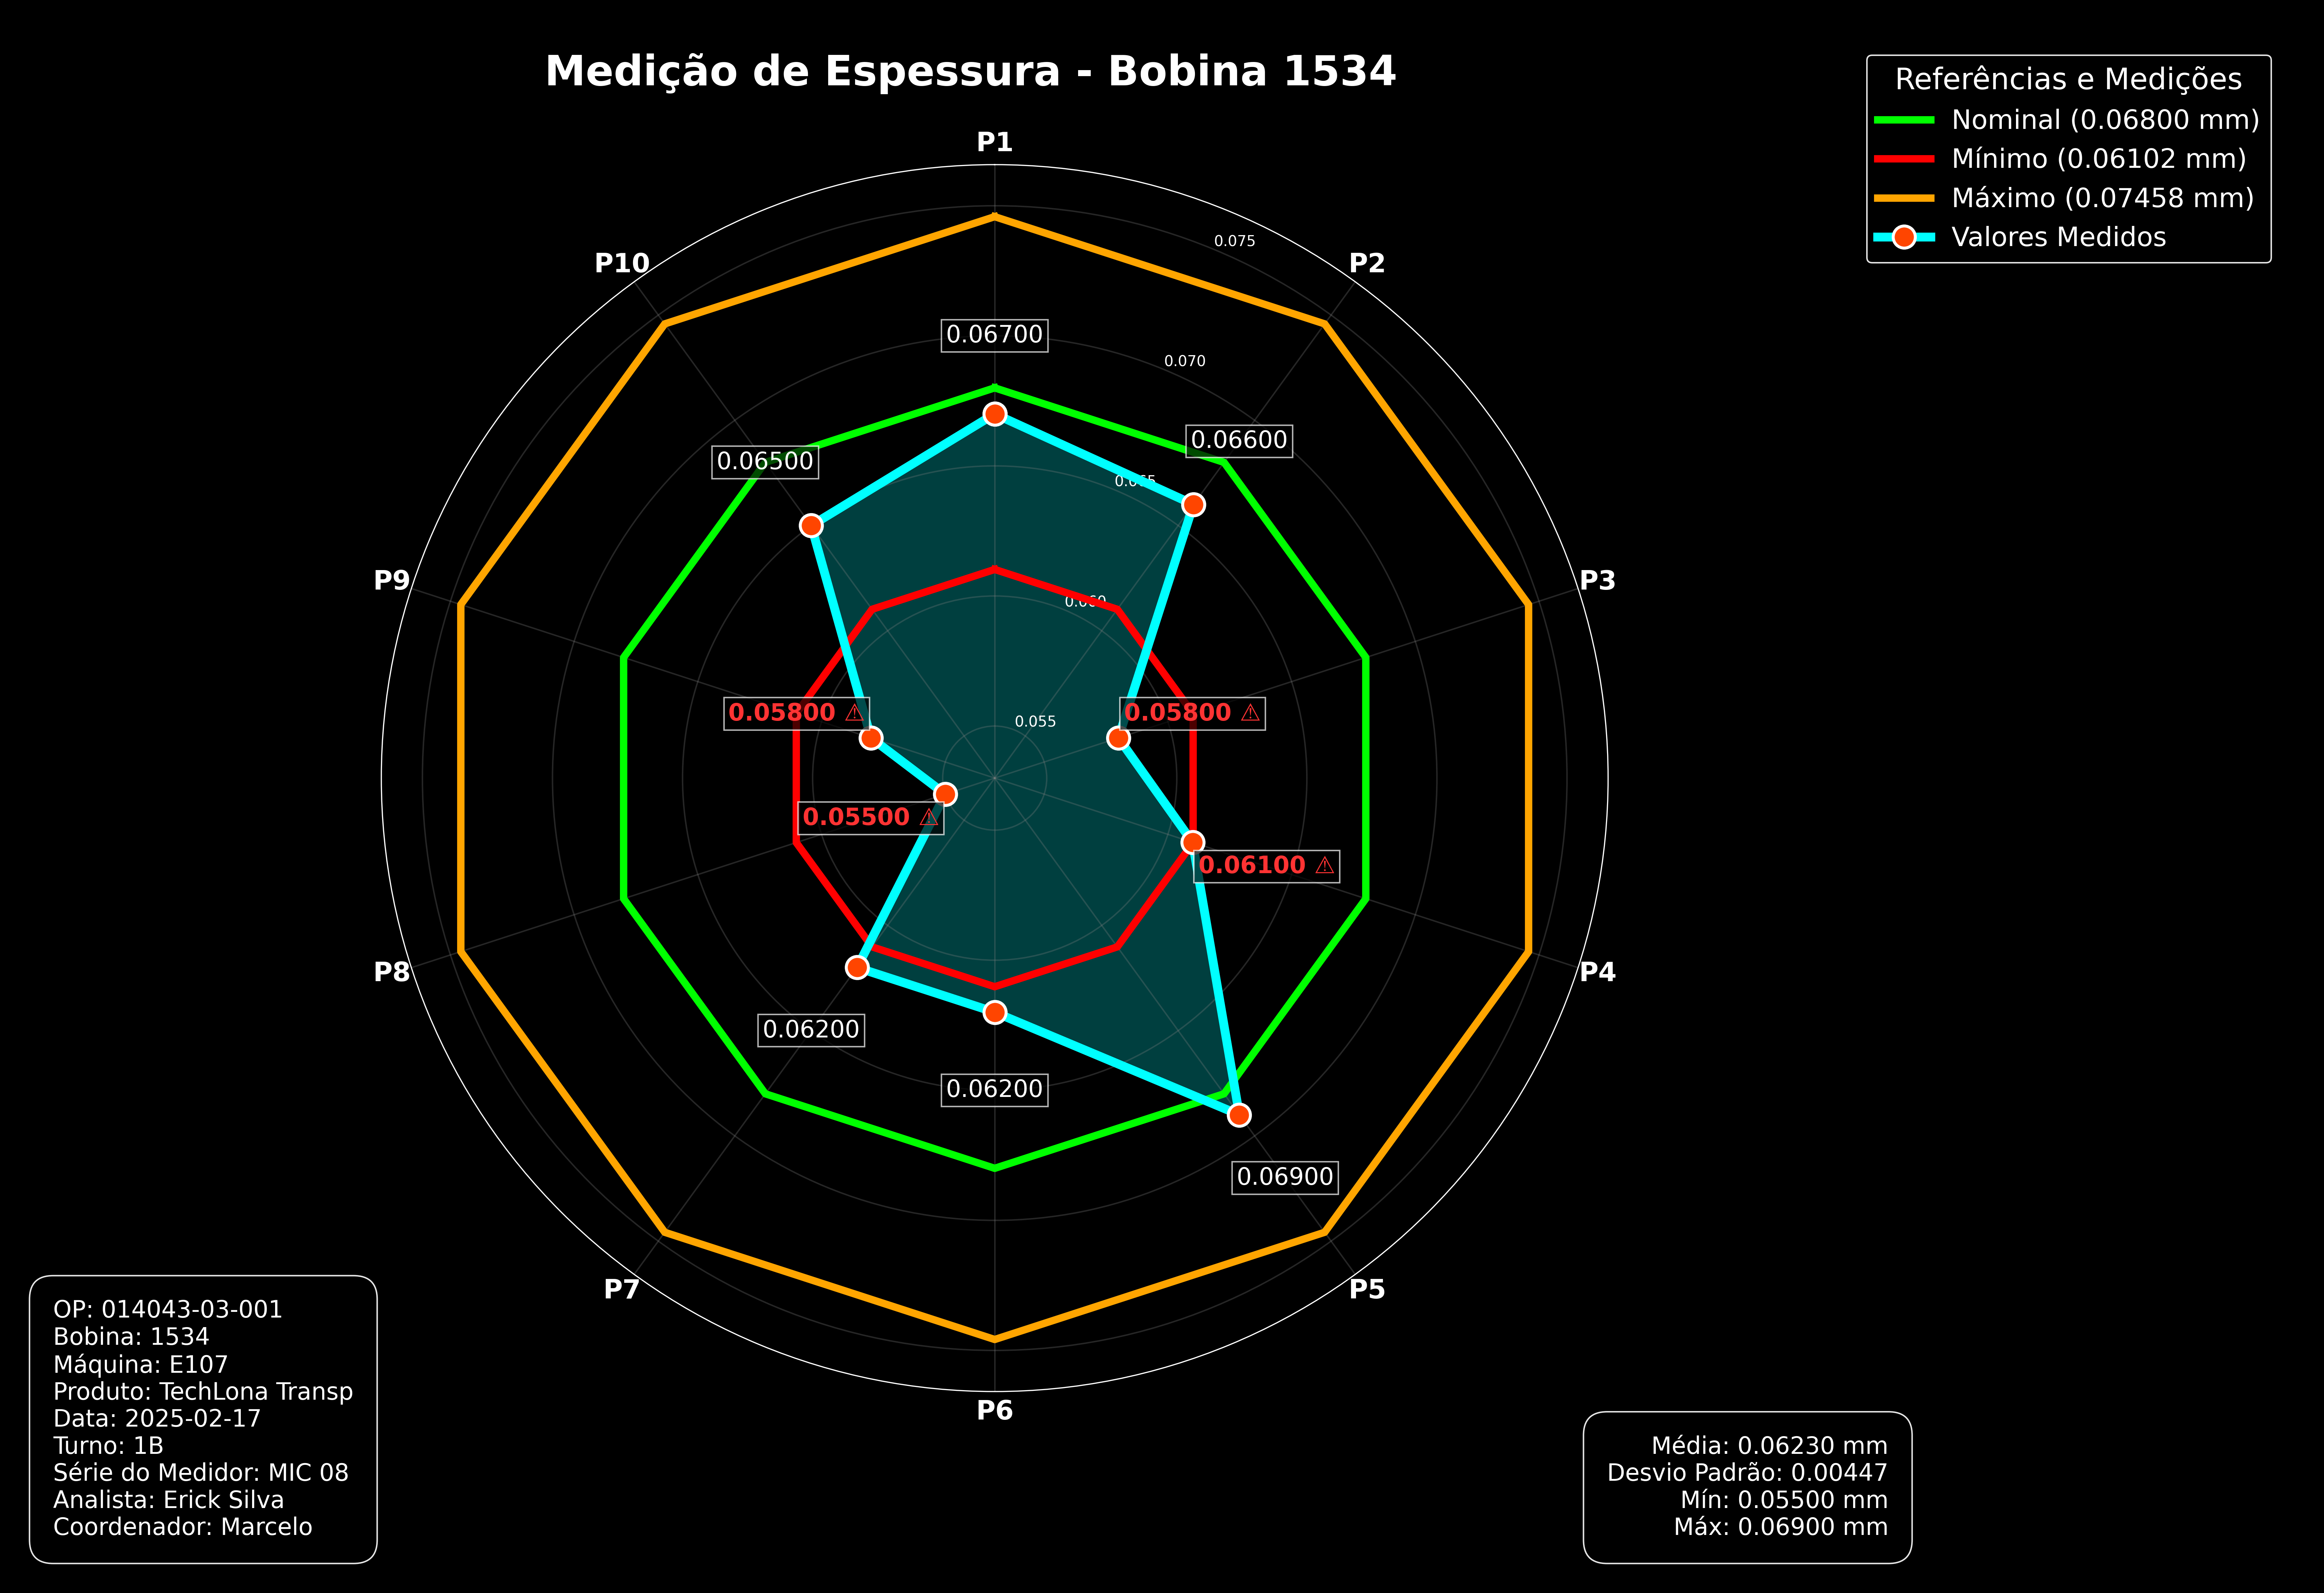 Medição de Espessura - Bobina 1534
Referências e Medições
Nominal (0.06800 mm)
Mínimo (0.06102 mm)
Máximo (0.07458 mm)
Valores Medidos
P1
P2
P3
P4
P5
P6
P7
P8
P9
P10
0.075
0.070
0.065
0.060
0.055
0.06700
0.06600
0.05800 ⚠
0.06100 ⚠
0.06900
0.06200
0.06200
0.05500 ⚠
0.05800 ⚠
0.06500
OP: 014043-03-001
Bobina: 1534
Máquina: E107
Produto: TechLona Transp
Data: 2025-02-17
Turno: 1B
Série do Medidor: MIC 08
Analista: Erick Silva
Coordenador: Marcelo
Média: 0.06230 mm
Desvio Padrão: 0.00447
Mín: 0.05500 mm
Máx: 0.06900 mm